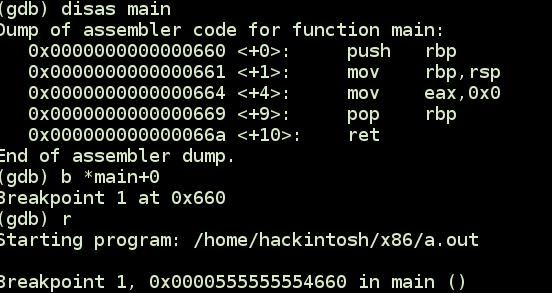 (gdb) disas main
Dump of assembler code for function main:
   0x0000000000000660 <+0>:     push   rbp
   0x0000000000000661 <+1>:     mov    rbp,rsp
   0x0000000000000664 <+4>:     mov    eax,0x0
   0x0000000000000669 <+9>:     pop    rbp
   0x000000000000066a <+10>:    ret
End of assembler dump.
(gdb) b *main+0
Breakpoint 1 at 0x660
(gdb) r
Starting program: /home/hackintosh/x86/a.out
Breakpoint 1, 0x0000555555554660 in main ()